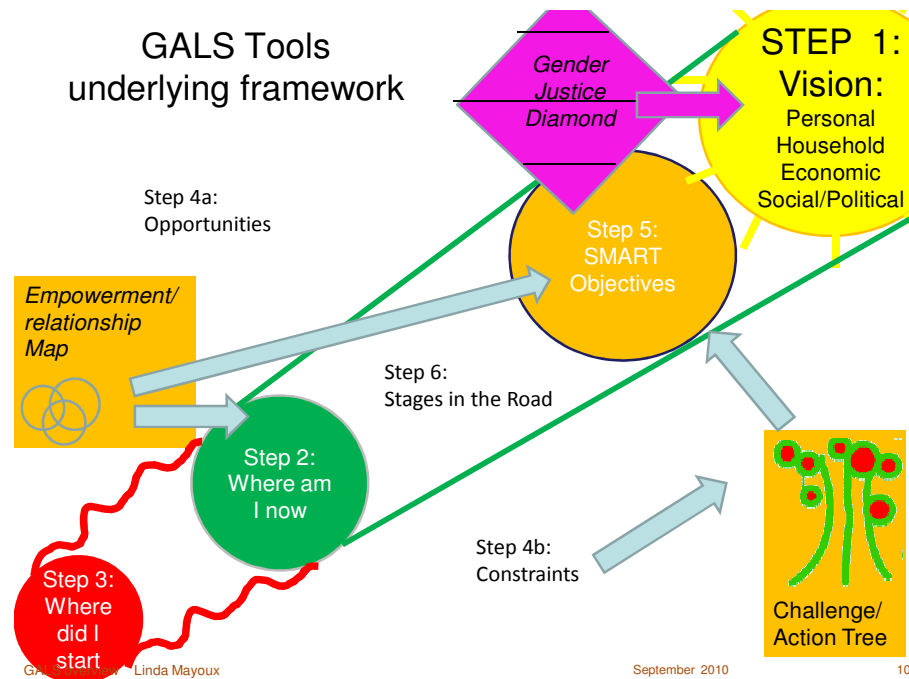 GALS Tools
underlying framework
Gender
Justice
Diamond
STEP 1:
Vision:
Personal
Household
Economic
Social/Political
Step 4a:
Opportunities
Step 5:
SMART
Objectives
Empowerment/
relationship
Map
Step 6:
Stages in the Road
Step 2:
Where am
I now
Step 4b:
Constraints
Step 3:
Where
did I
start
Challenge/
Action Tree
GALS overview Linda Mayoux
September 2010
10